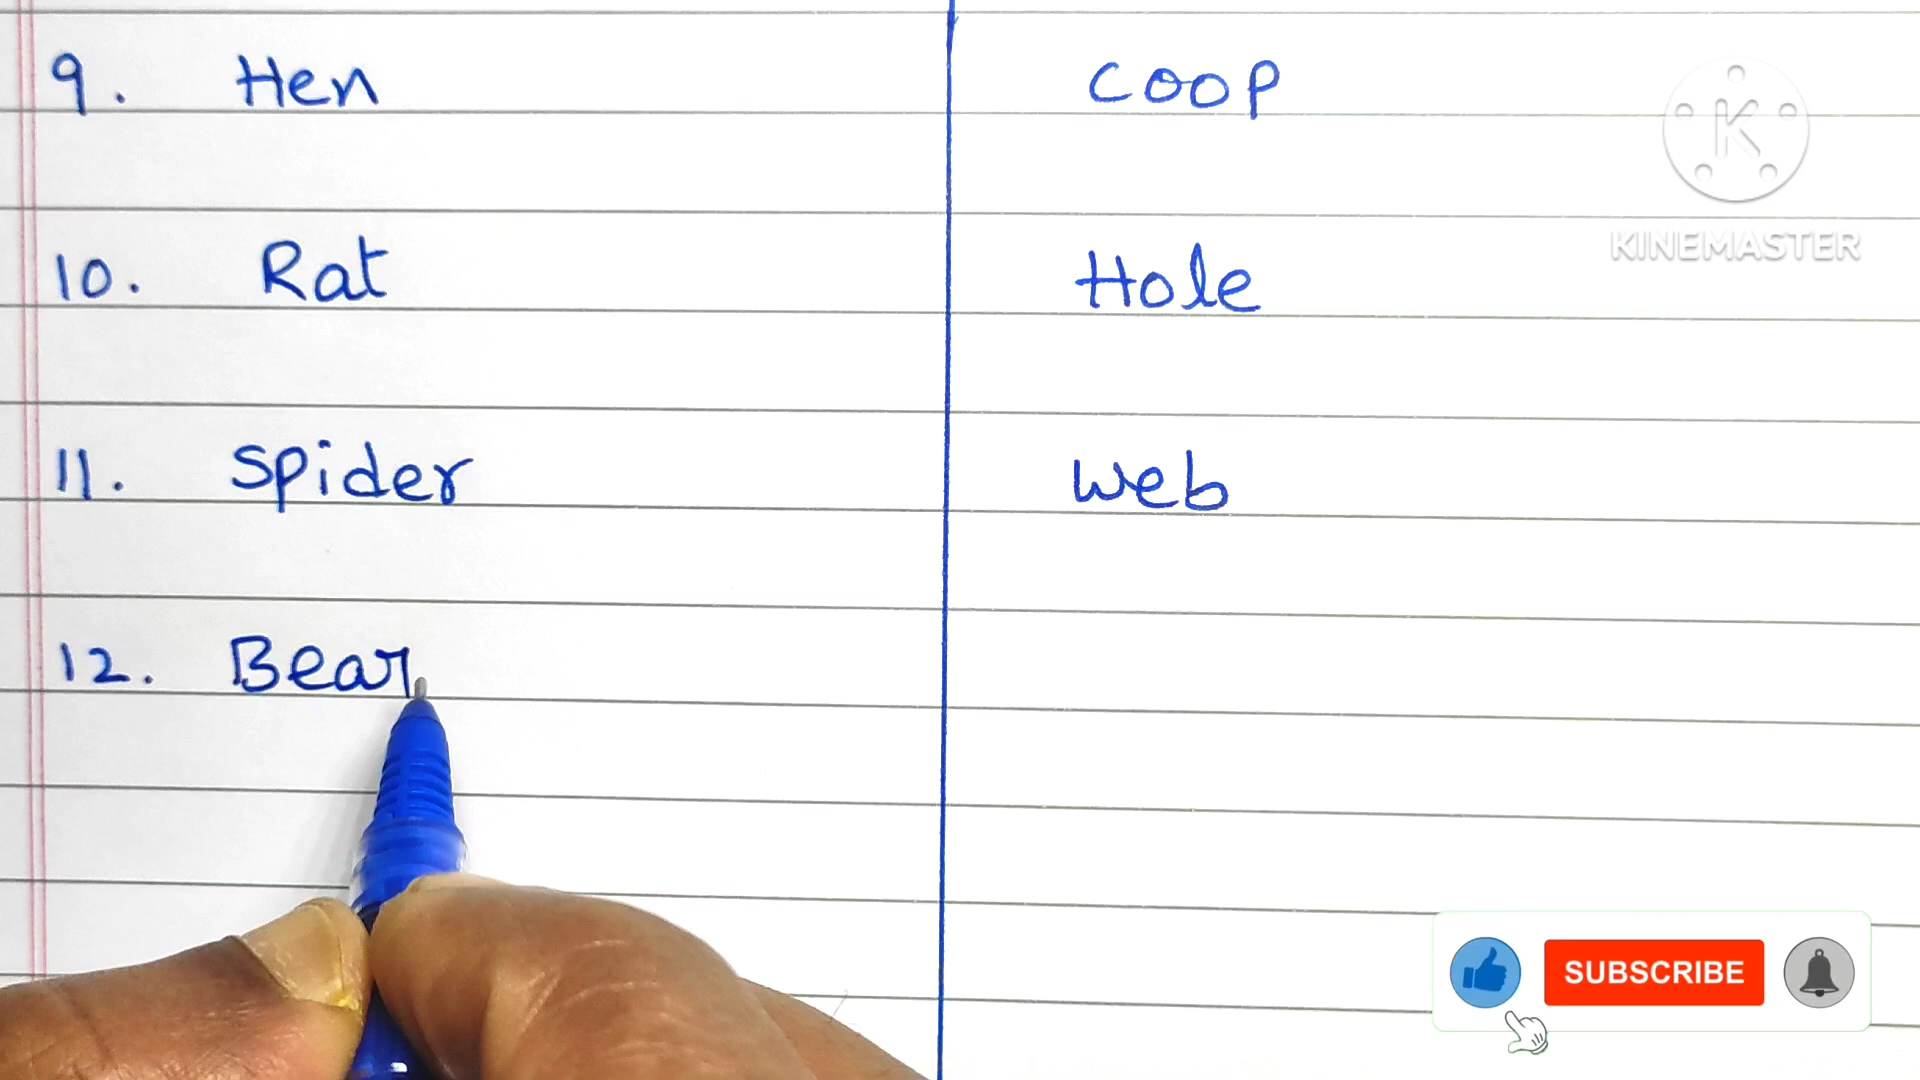 9. Hen Coop
10. Rat Hole
11. Spider Web
12. Bear
K
KINEMASTER
SUBSCRIBE